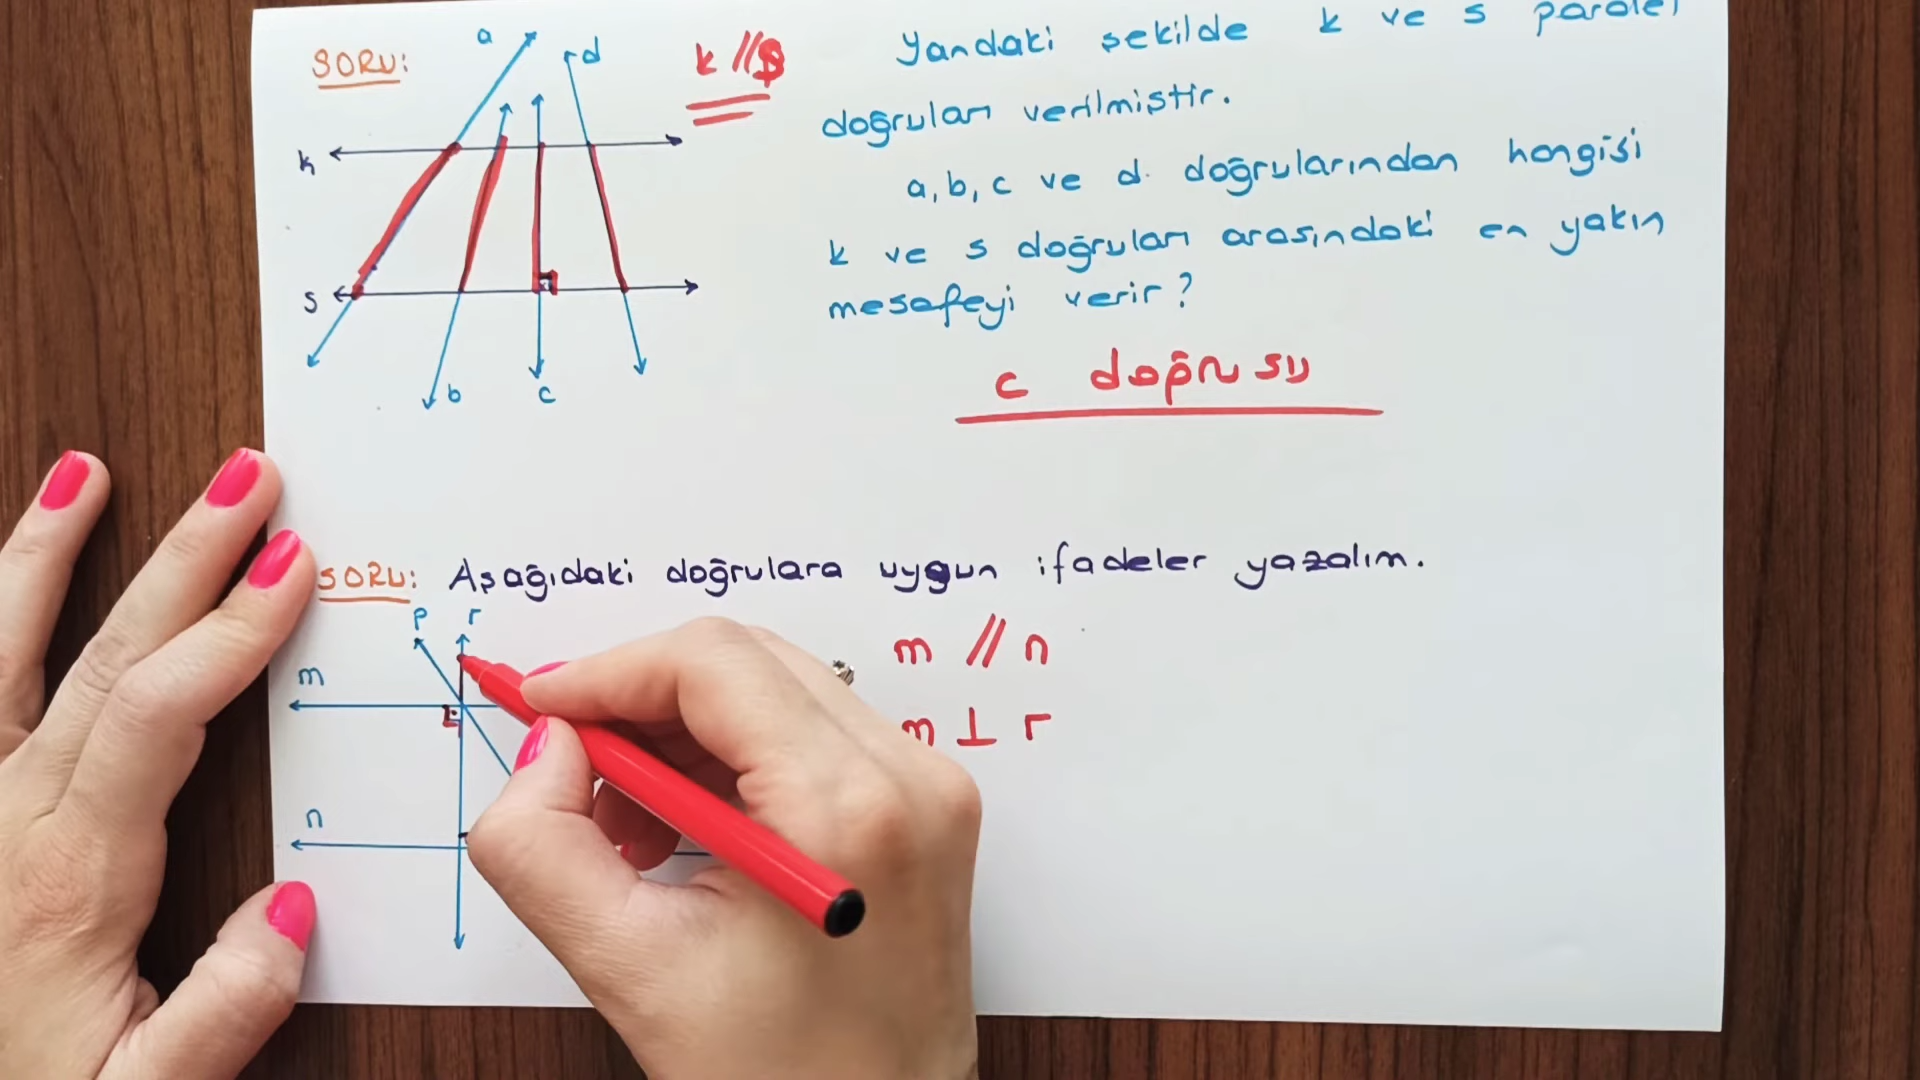 SORU:
a
d
k // s
k
s
b
c
Yandaki şekilde k ve s paralel
doğruları verilmiştir.
a, b, c ve d doğrularından hangisi
k ve s doğruları arasındaki en yakın
mesafeyi verir?
c doğrusu
SORU: Aşağıdaki doğrulara uygun ifadeler yazalım.
p
r
m
n
m // n
m ⊥ r